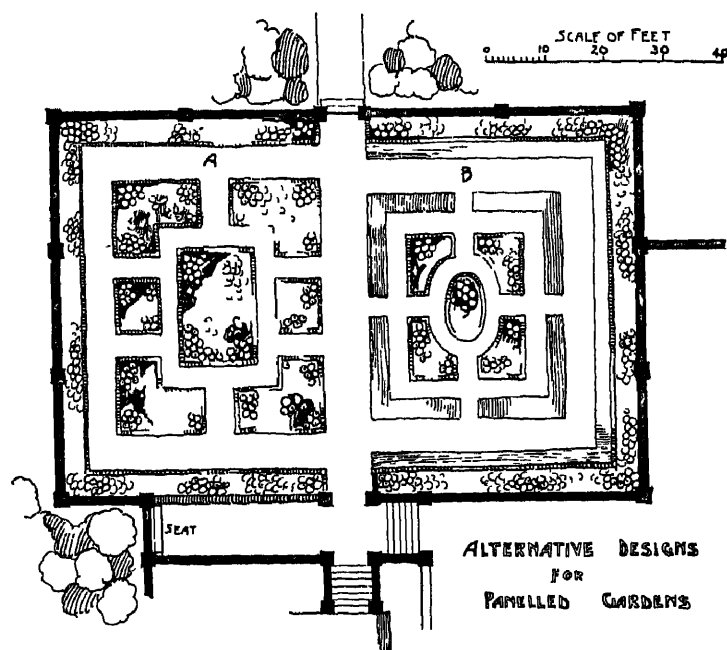 SCALE OF FEET
0 10 20 30 40
A
B
SEAT
ALTERNATIVE DESIGNS
FOR
PANELLED GARDENS